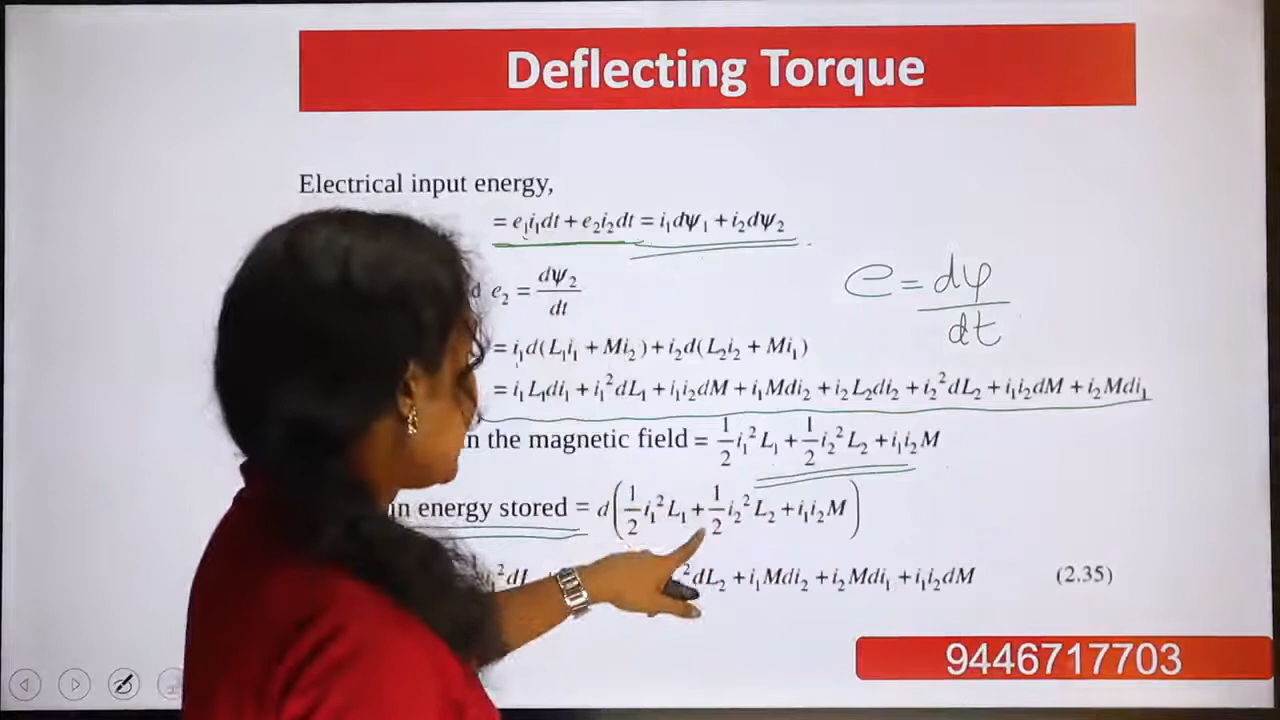 Deflecting Torque
Electrical input energy,
= e₁i₁dt + e₂i₂dt = i₁dψ₁ + i₂dψ₂
e₂ = dψ₂/dt
e = dφ/dt
= i₁d(L₁i₁ + Mi₂) + i₂d(L₂i₂ + Mi₁)
= i₁L₁di₁ + i₁²dL₁ + i₁i₂dM + i₁Mdi₂ + i₂L₂di₂ + i₂²dL₂ + i₁i₂dM + i₂Mdi₁
the magnetic field = ½i₁²L₁ + ½i₂²L₂ + i₁i₂M
in energy stored = d(½i₁²L₁ + ½i₂²L₂ + i₁i₂M)
dL₂ + i₁Mdi₂ + i₂Mdi₁ + i₁i₂dM (2.35)
9446717703